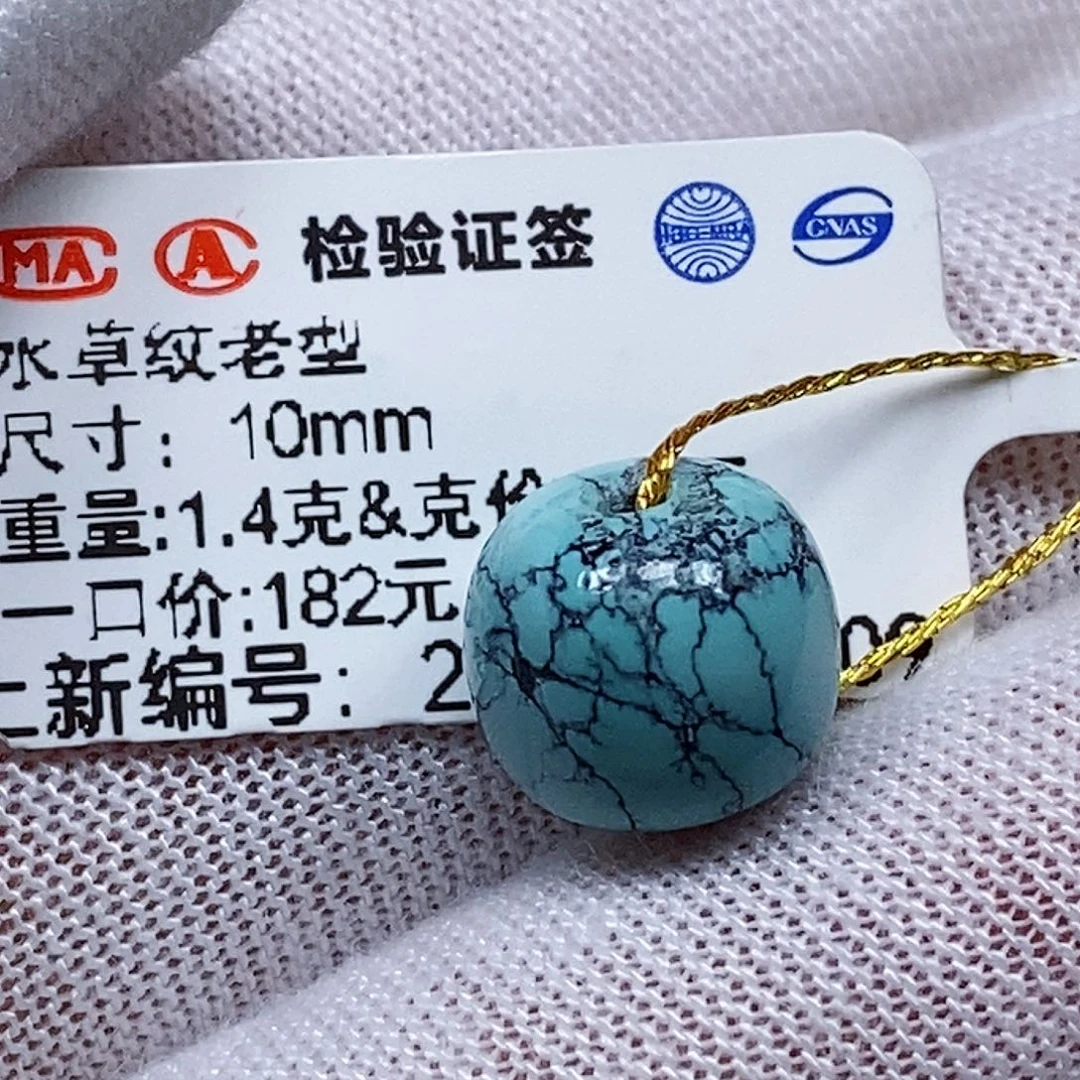 MA A 检验证签 CNAS
水草纹老型
尺寸：10mm
重量:1.4克&克价
一口价:182元
上新编号：2